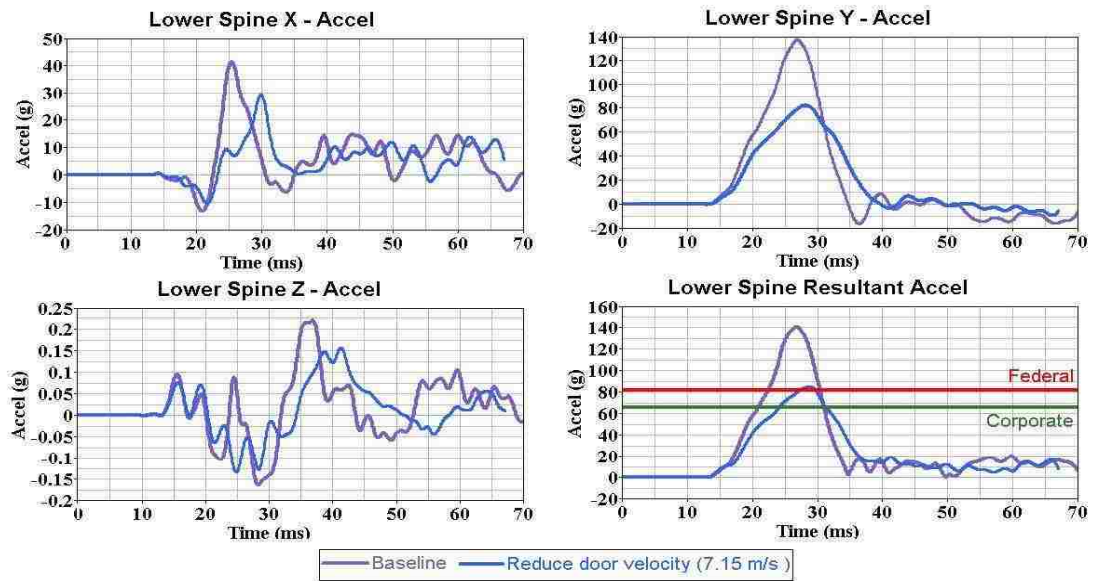 Lower Spine X - Accel
Accel (g)
50
40
30
20
10
0
-10
-20
0 10 20 30 40 50 60 70
Time (ms)
Lower Spine Y - Accel
Accel (g)
140
120
100
80
60
40
20
0
-20
0 10 20 30 40 50 60 70
Time (ms)
Lower Spine Z - Accel
Accel (g)
0.25
0.2
0.15
0.1
0.05
0
-0.05
-0.1
-0.15
-0.2
0 10 20 30 40 50 60 70
Time (ms)
Lower Spine Resultant Accel
Accel (g)
160
140
120
100
80
60
40
20
0
-20
Federal
Corporate
0 10 20 30 40 50 60 70
Time (ms)
Baseline Reduce door velocity (7.15 m/s )